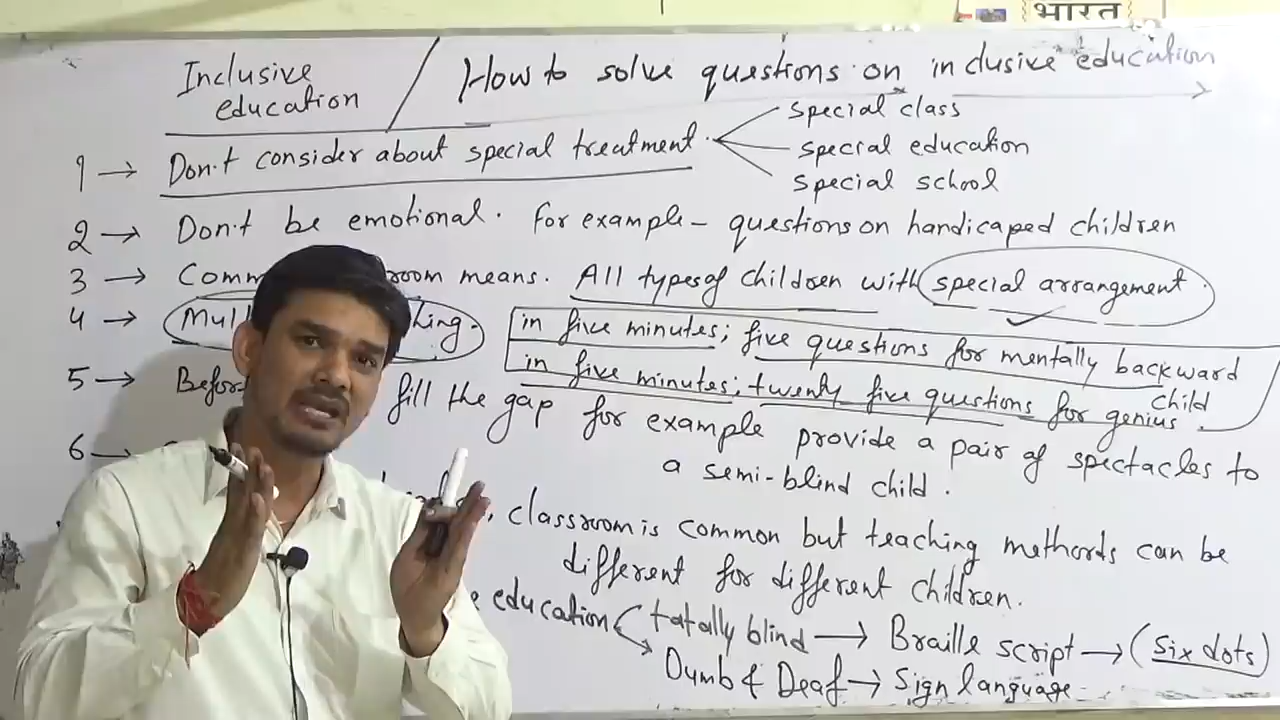 भारत
Inclusive education / How to solve questions on inclusive education
1 → Don't consider about special treatment.
special class
special education
special school
2 → Don't be emotional. For example - questions on handicaped children
3 → room means. All types of children with special arrangement.
4 → in five minutes; five questions for mentally backward child
in five minutes; twenty five questions for genius.
5 → fill the gap for example provide a pair of spectacles to
a semi-blind child.
6 →
classroom is common but teaching methords can be
different for different children.
education
totally blind → Braille script → (Six dots)
Dumb & Deaf → Sign language